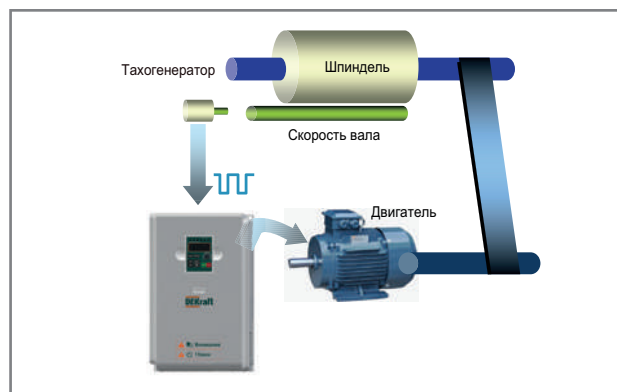 Шпиндель
Тахогенератор
Скорость вала
Двигатель
DEKraft